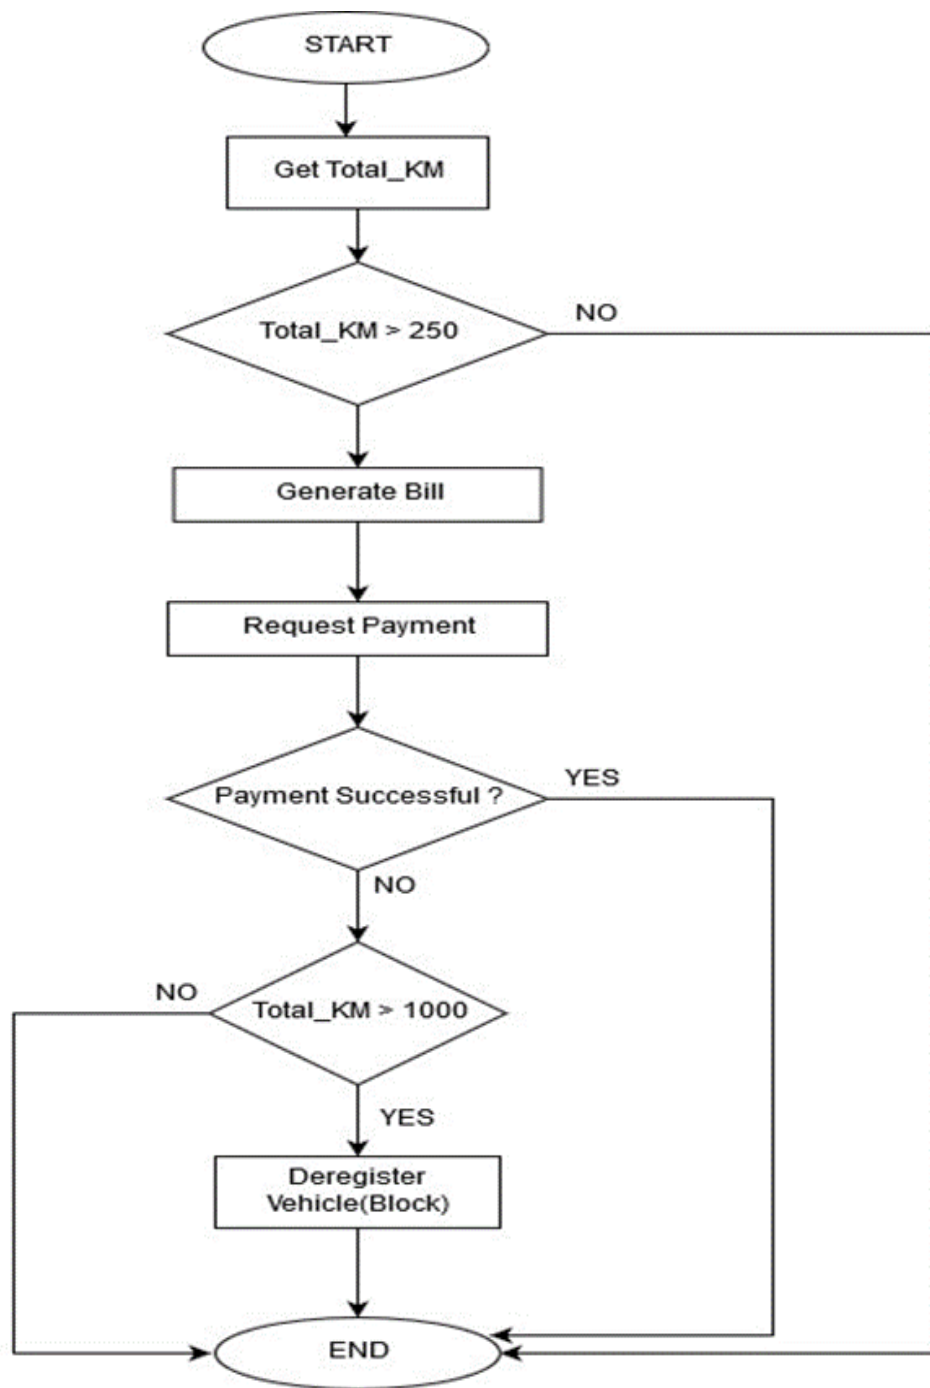 START
Get Total_KM
Total_KM > 250
NO
Generate Bill
Request Payment
Payment Successful ?
YES
NO
NO
Total_KM > 1000
YES
Deregister
Vehicle(Block)
END